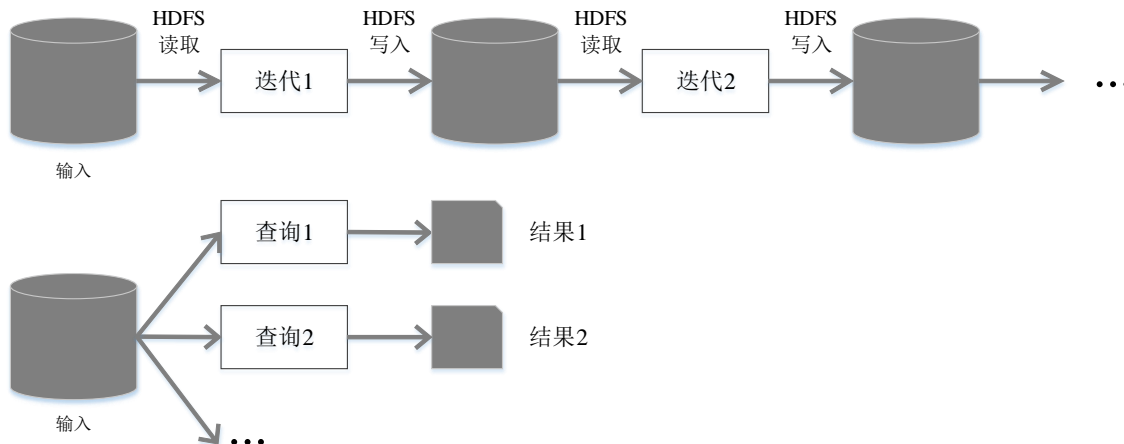 HDFS
读取
HDFS
写入
HDFS
读取
HDFS
写入
迭代1
迭代2
...
输入
查询1
结果1
查询2
结果2
输入
...